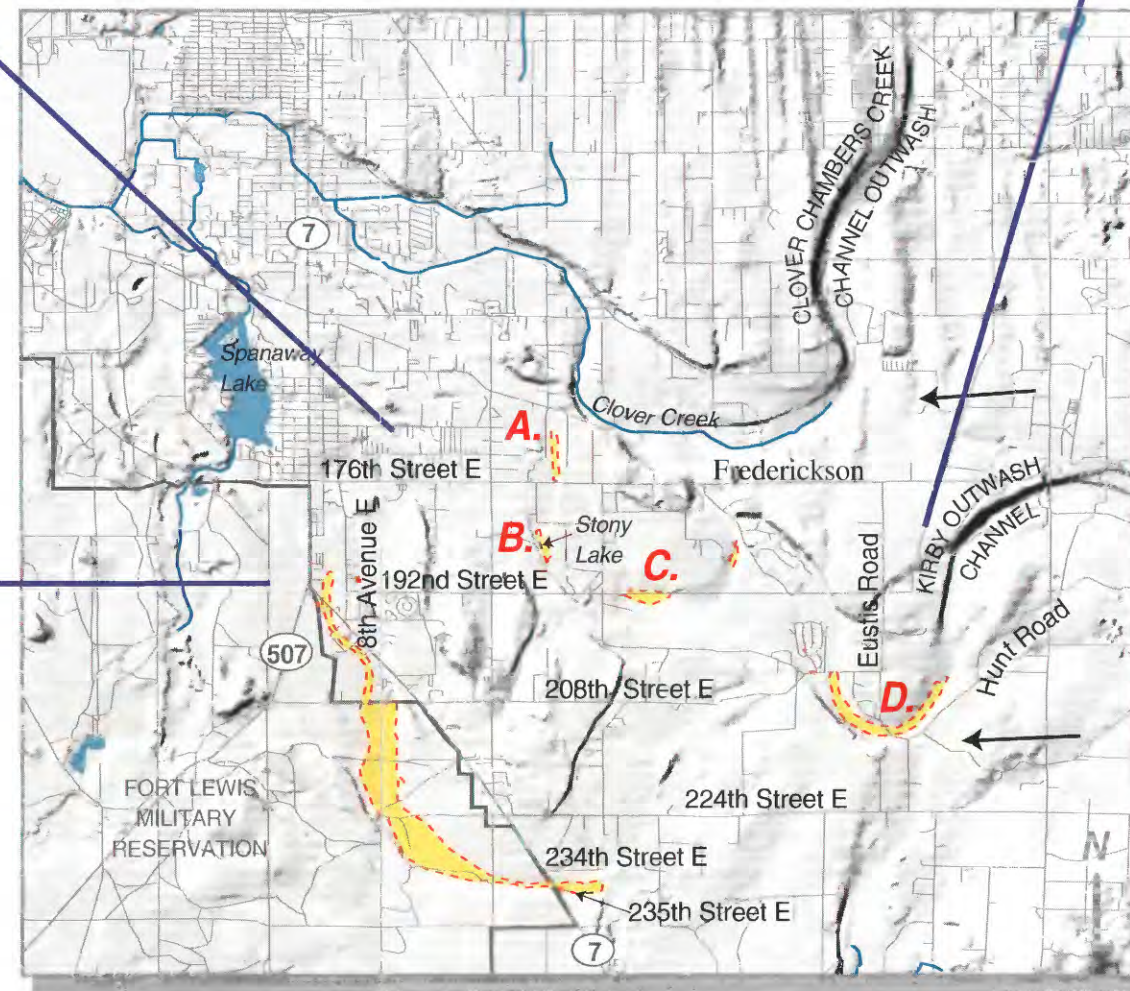 CLOVER CHAMBERS CREEK
CHANNEL OUTWASH
7
Spanaway
Lake
Clover Creek
A.
176th Street E
Frederickson
KIRBY OUTWASH
CHANNEL
B.
Stony
Lake
C.
8th Avenue E
192nd Street E
Eustis Road
Hunt Road
507
208th Street E
D.
FORT LEWIS
MILITARY
RESERVATION
224th Street E
234th Street E
235th Street E
7
N